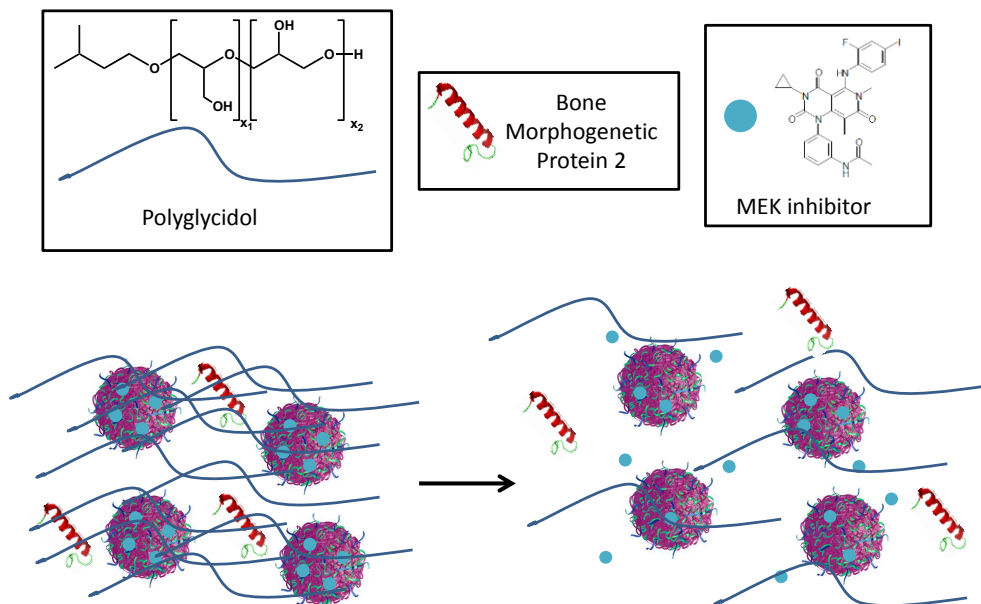 OH
O
O
O
H
OH
x1
x2
Polyglycidol
Bone
Morphogenetic
Protein 2
F
I
HN
O
N
N
O
N
O
O
N
H
MEK inhibitor